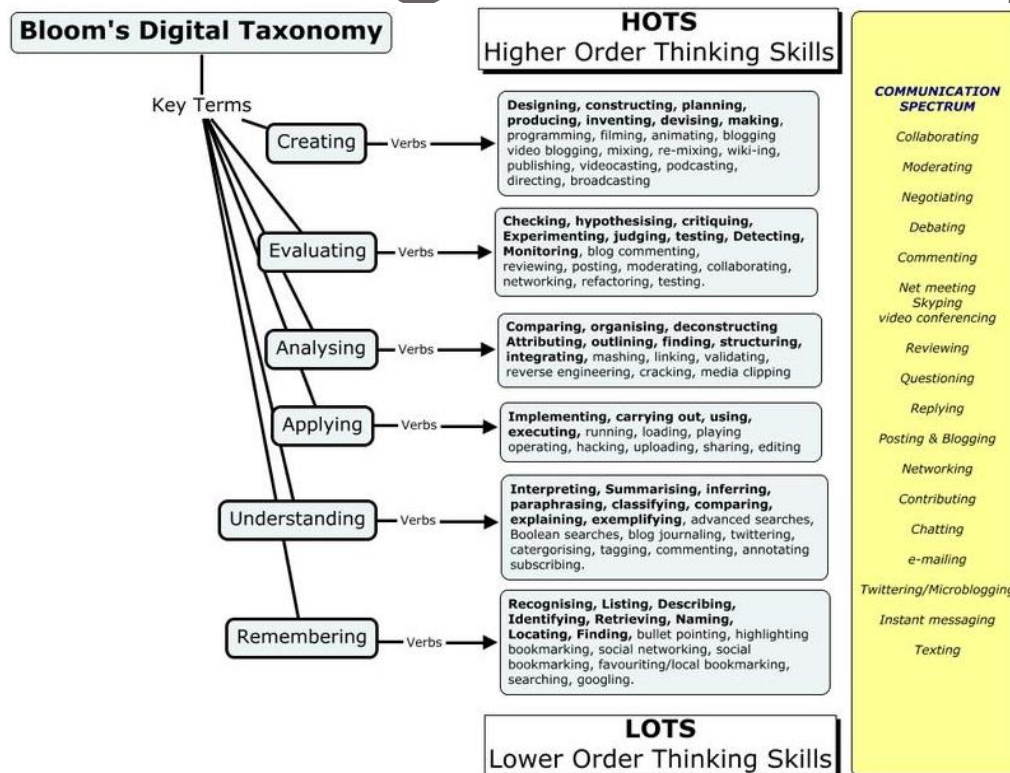 Bloom's Digital Taxonomy
Key Terms
HOTS
Higher Order Thinking Skills
Creating
Verbs
Designing, constructing, planning,
producing, inventing, devising, making,
programming, filming, animating, blogging
video blogging, mixing, re-mixing, wiki-ing,
publishing, videocasting, podcasting,
directing, broadcasting
Evaluating
Verbs
Checking, hypothesising, critiquing,
Experimenting, judging, testing, Detecting,
Monitoring, blog commenting,
reviewing, posting, moderating, collaborating,
networking, refactoring, testing.
Analysing
Verbs
Comparing, organising, deconstructing
Attributing, outlining, finding, structuring,
integrating, mashing, linking, validating,
reverse engineering, cracking, media clipping
Applying
Verbs
Implementing, carrying out, using,
executing, running, loading, playing
operating, hacking, uploading, sharing, editing
Understanding
Verbs
Interpreting, Summarising, inferring,
paraphrasing, classifying, comparing,
explaining, exemplifying, advanced searches,
Boolean searches, blog journaling, twittering,
catergorising, tagging, commenting, annotating
subscribing.
Remembering
Verbs
Recognising, Listing, Describing,
Identifying, Retrieving, Naming,
Locating, Finding, bullet pointing, highlighting
bookmarking, social networking, social
bookmarking, favouriting/local bookmarking,
searching, googling.
LOTS
Lower Order Thinking Skills
COMMUNICATION
SPECTRUM
Collaborating
Moderating
Negotiating
Debating
Commenting
Net meeting
Skyping
video conferencing
Reviewing
Questioning
Replying
Posting & Blogging
Networking
Contributing
Chatting
e-mailing
Twittering/Microblogging
Instant messaging
Texting